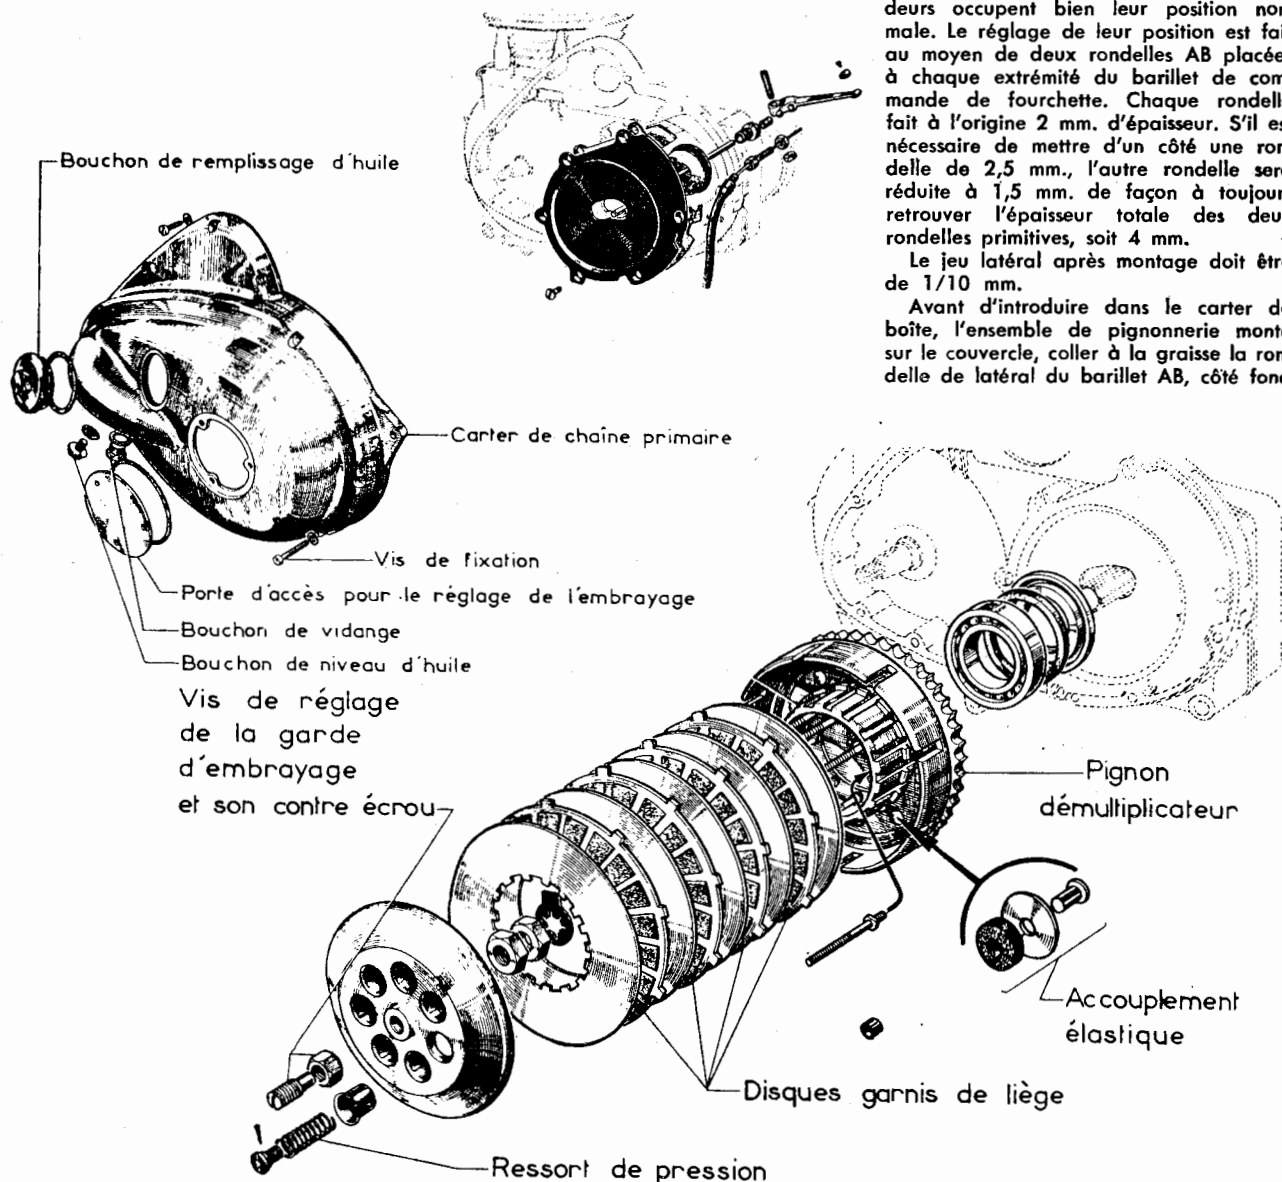 deurs occupent bien leur position nor
male. Le réglage de leur position est fai
au moyen de deux rondelles AB placée
à chaque extrémité du barillet de com
mande de fourchette. Chaque rondell
fait à l'origine 2 mm. d'épaisseur. S'il es
nécessaire de mettre d'un côté une ron
delle de 2,5 mm., l'autre rondelle ser
réduite à 1,5 mm. de façon à toujour
retrouver l'épaisseur totale des deu
rondelles primitives, soit 4 mm.
Le jeu latéral après montage doit êtr
de 1/10 mm.
Avant d'introduire dans le carter d
boîte, l'ensemble de pignonnerie mont
sur le couvercle, coller à la graisse la ron
delle de latéral du barillet AB, côté fon
Bouchon de remplissage d'huile
Carter de chaîne primaire
Vis de fixation
Porte d'accès pour le réglage de l'embrayage
Bouchon de vidange
Bouchon de niveau d'huile
Vis de réglage
de la garde
d'embrayage
et son contre écrou
Pignon
démultiplicateur
Accouplement
élastique
Disques garnis de liège
Ressort de pression